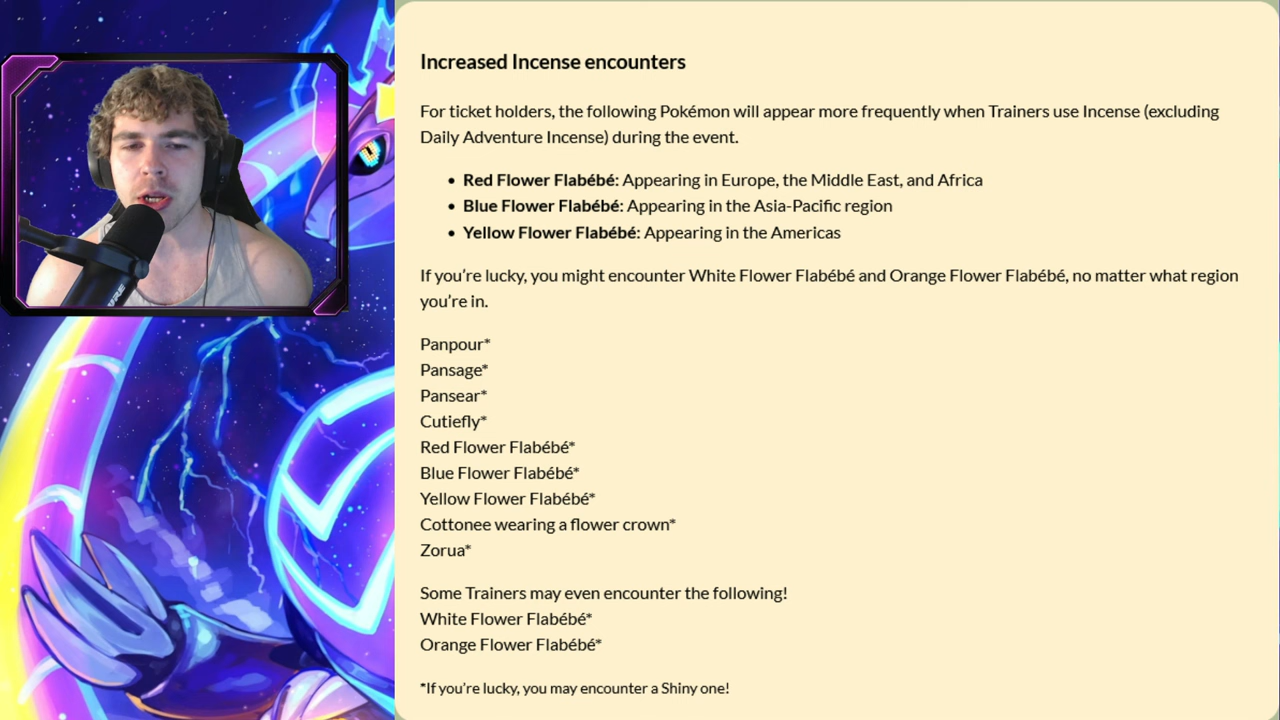 Increased Incense encounters
For ticket holders, the following Pokémon will appear more frequently when Trainers use Incense (excluding
Daily Adventure Incense) during the event.
• Red Flower Flabébé: Appearing in Europe, the Middle East, and Africa
• Blue Flower Flabébé: Appearing in the Asia-Pacific region
• Yellow Flower Flabébé: Appearing in the Americas
If you’re lucky, you might encounter White Flower Flabébé and Orange Flower Flabébé, no matter what region
you’re in.
Panpour*
Pansage*
Pansear*
Cutiefly*
Red Flower Flabébé*
Blue Flower Flabébé*
Yellow Flower Flabébé*
Cottonee wearing a flower crown*
Zorua*
Some Trainers may even encounter the following!
White Flower Flabébé*
Orange Flower Flabébé*
*If you’re lucky, you may encounter a Shiny one!